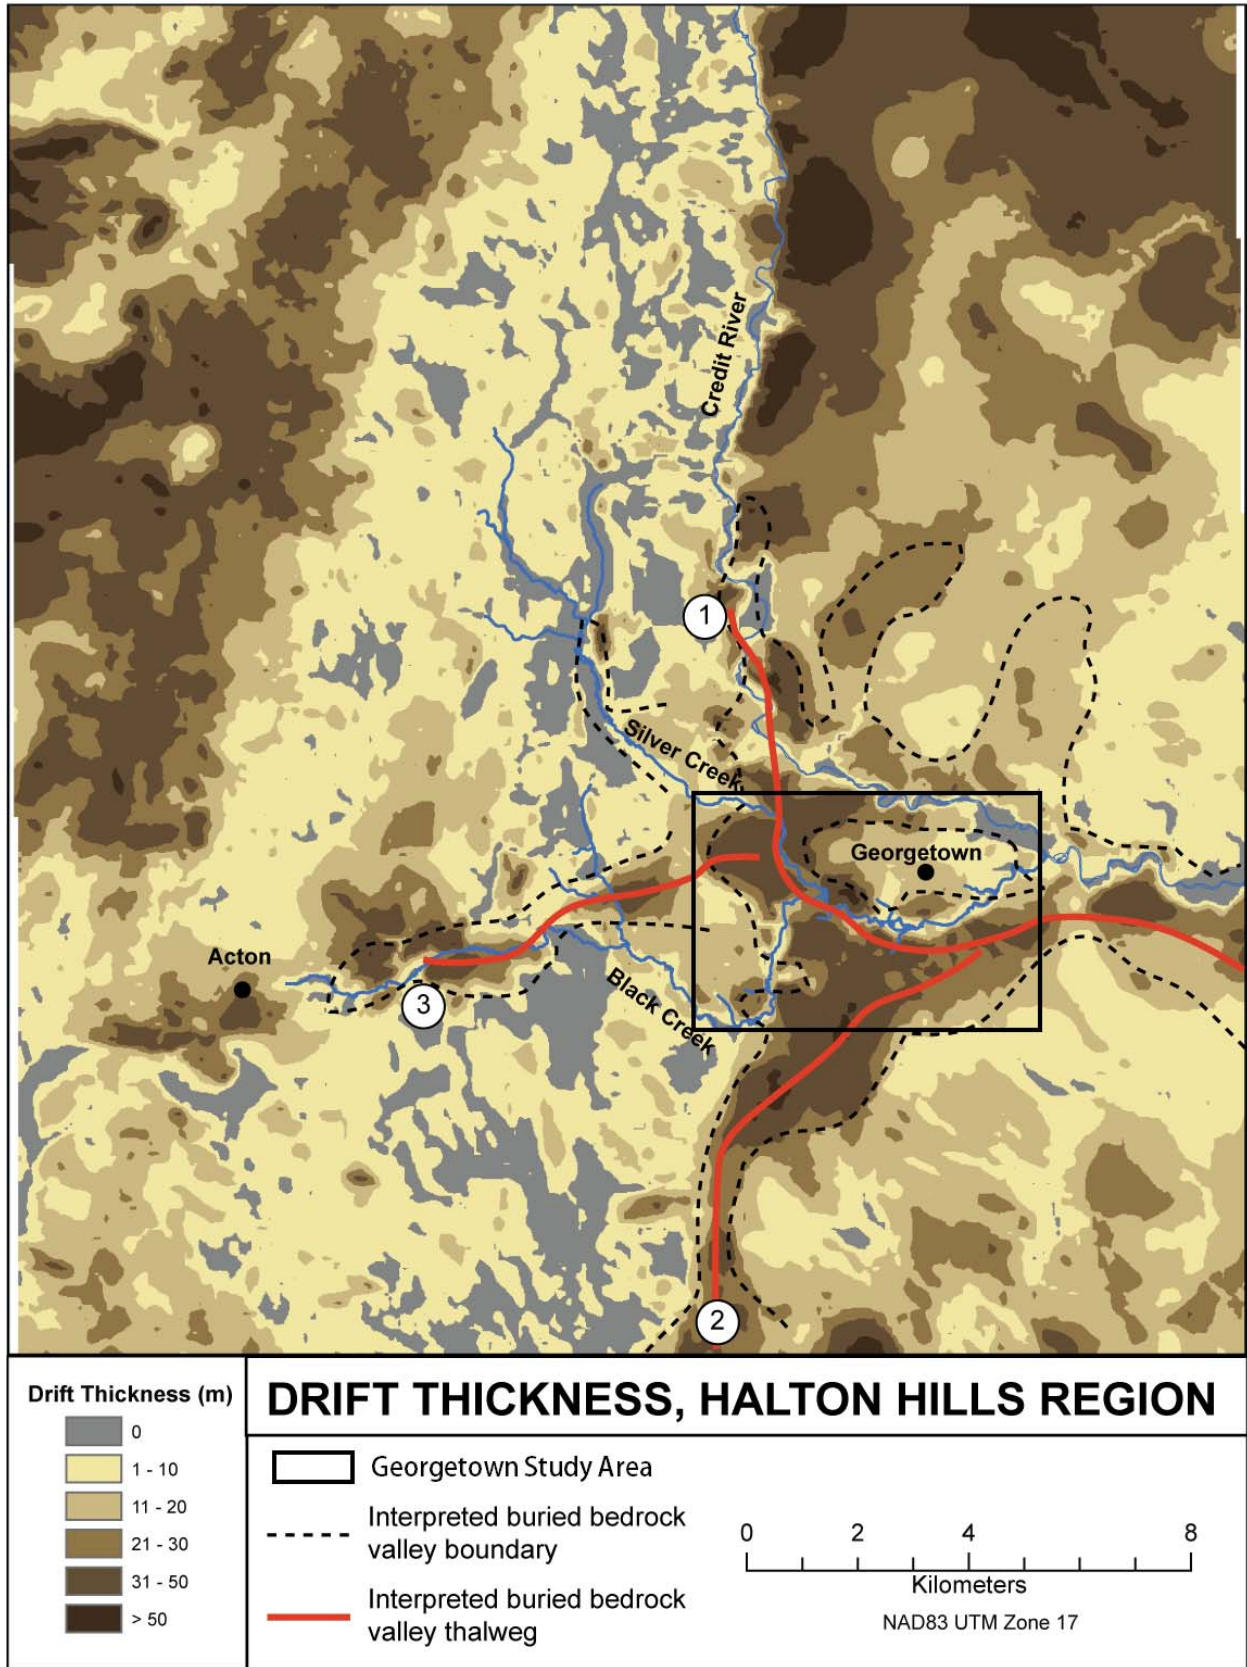 Credit River
1
Silver Creek
Georgetown
Acton
3
Black Creek
2
Drift Thickness (m)
0
1 - 10
11 - 20
21 - 30
31 - 50
> 50
DRIFT THICKNESS, HALTON HILLS REGION
Georgetown Study Area
Interpreted buried bedrock
valley boundary
Interpreted buried bedrock
valley thalweg
0 2 4 8
Kilometers
NAD83 UTM Zone 17